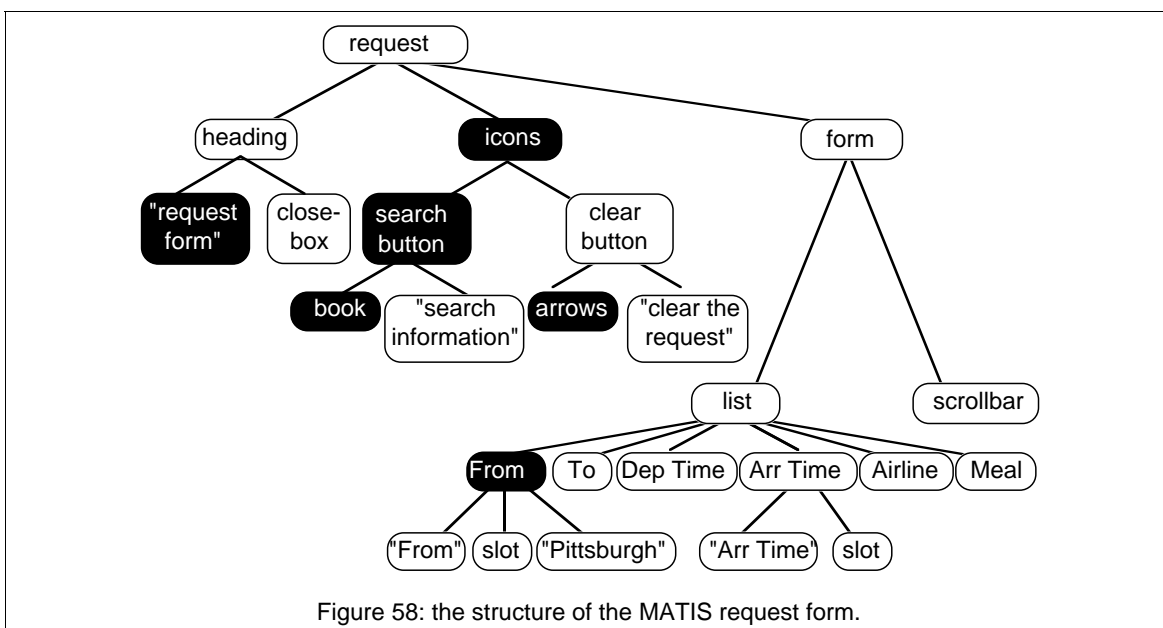 request
heading
icons
form
"request
form"
close-
box
search
button
clear
button
book
"search
information"
arrows
"clear the
request"
list
scrollbar
From
To
Dep Time
Arr Time
Airline
Meal
"From"
slot
"Pittsburgh"
"Arr Time"
slot
Figure 58: the structure of the MATIS request form.